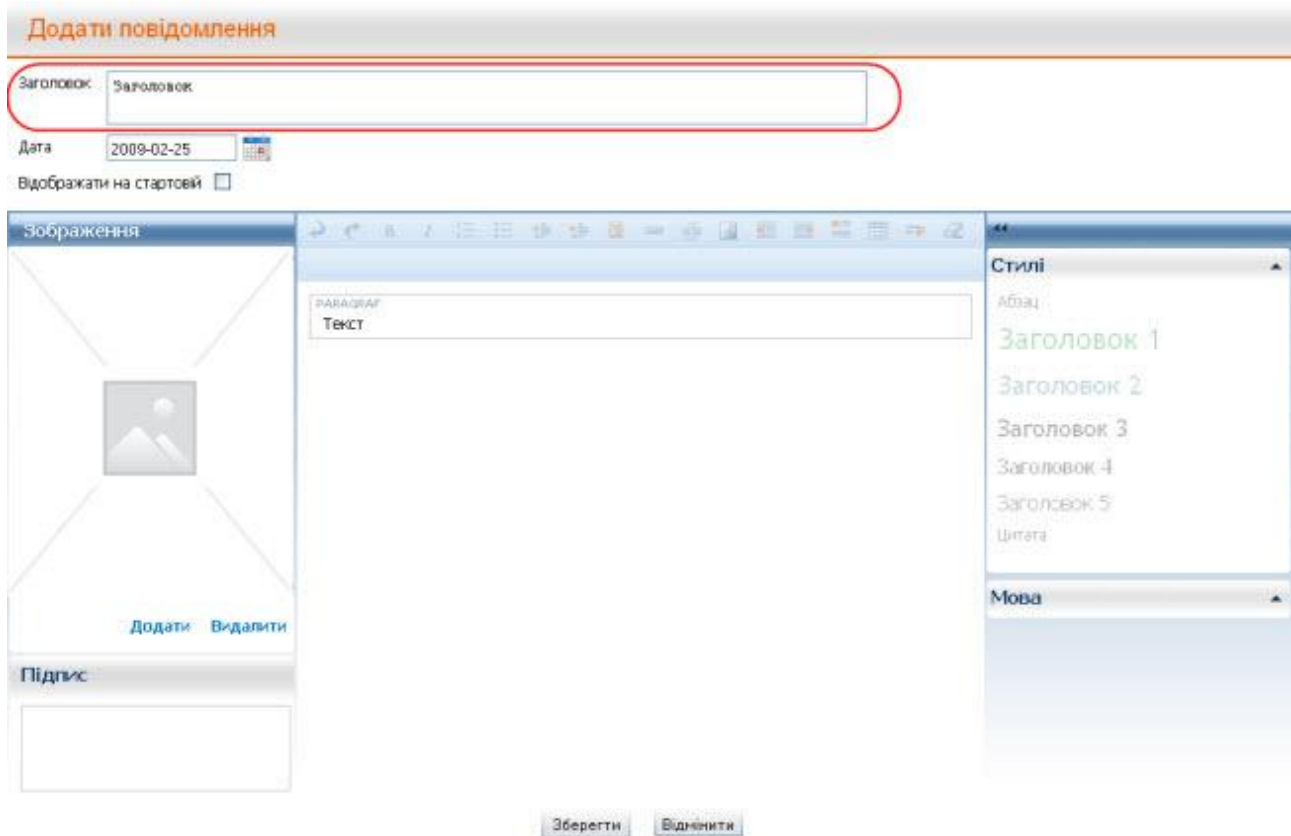 Додати повідомлення
Заголовок Заголовок
Дата 2009-02-25
Відображати на стартовій
Зображення
Додати Видалити
Підпис
PARAGRAF
Текст
Стилі
Абзац
Заголовок 1
Заголовок 2
Заголовок 3
Заголовок 4
Заголовок 5
Цитата
Мова
Зберегти Відмінити